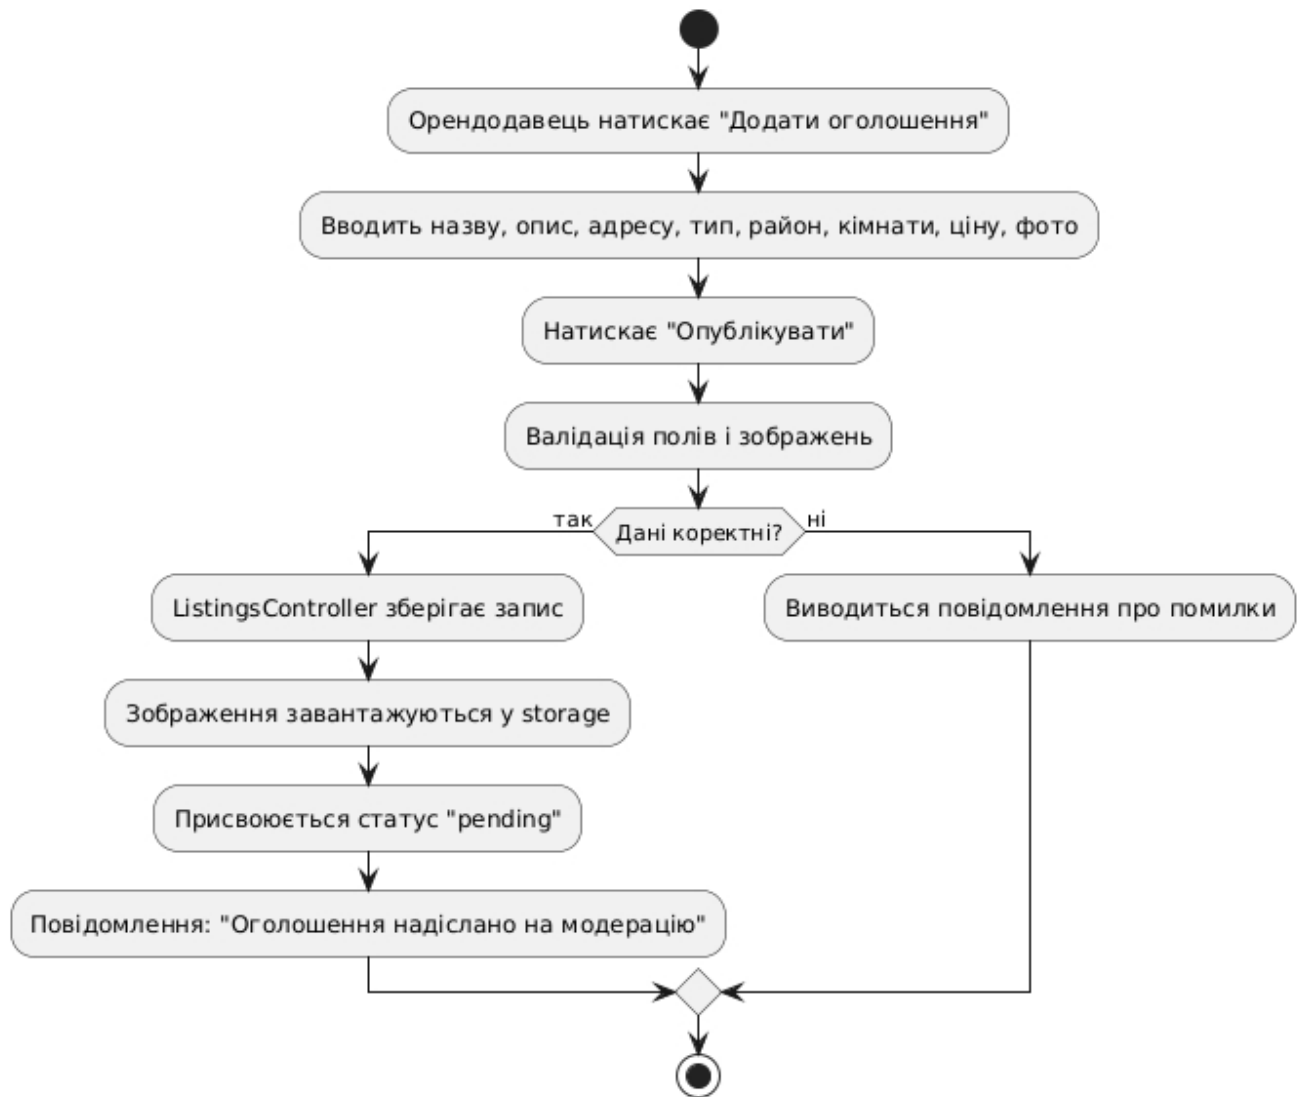 Орендодавець натискає "Додати оголошення"
Вводить назву, опис, адресу, тип, район, кімнати, ціну, фото
Натискає "Опублікувати"
Валідація полів і зображень
так
Дані коректні?
ні
ListingsController зберігає запис
Виводиться повідомлення про помилки
Зображення завантажуються у storage
Присвоюється статус "pending"
Повідомлення: "Оголошення надіслано на модерацію"